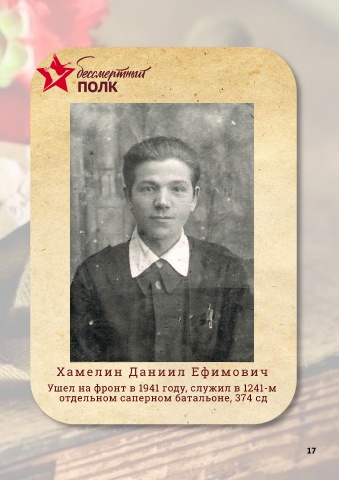 бессмертный
ПОЛК
Хамелин Даниил Ефимович
Ушел на фронт в 1941 году, служил в 1241-м
отдельном саперном батальоне, 374 сд
17